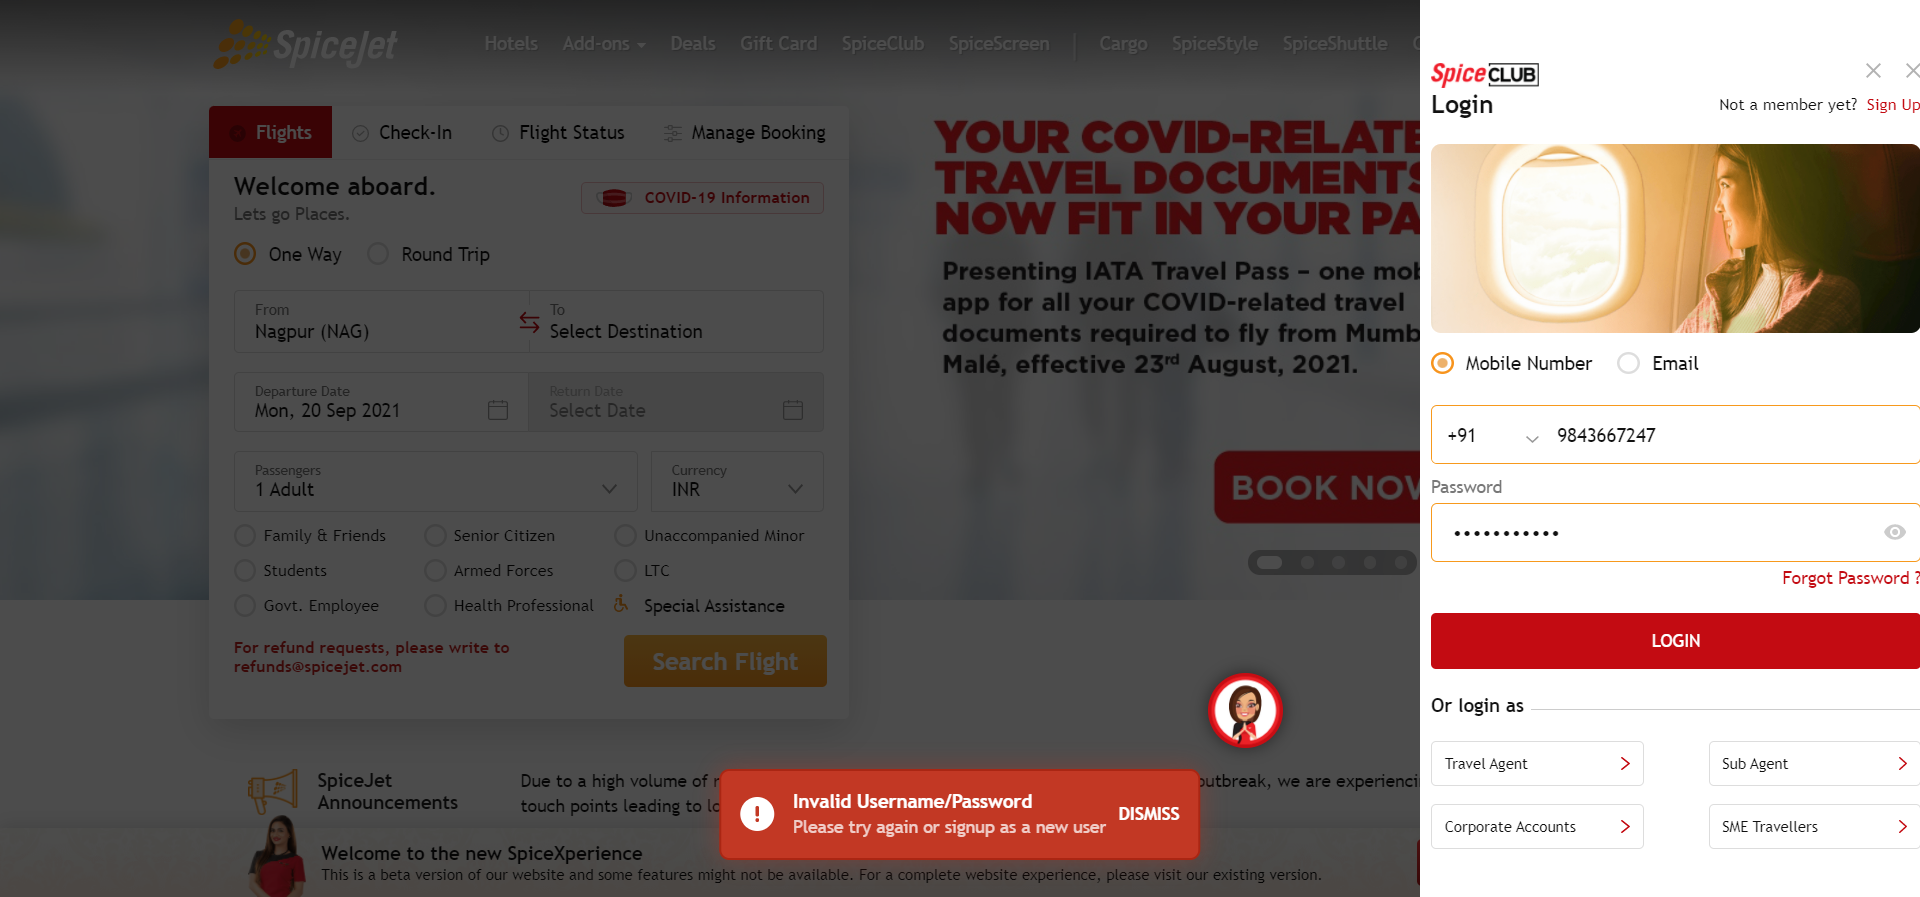 SpiceJet
Hotels Add-ons Deals Gift Card SpiceClub SpiceScreen Cargo SpiceStyle SpiceShuttle
Flights Check-In Flight Status Manage Booking
Welcome aboard.
Lets go Places.
COVID-19 Information
One Way Round Trip
From
Nagpur (NAG)
To
Select Destination
Departure Date
Mon, 20 Sep 2021
Return Date
Select Date
Passengers
1 Adult
Currency
INR
Family & Friends Senior Citizen Unaccompanied Minor
Students Armed Forces LTC
Govt. Employee Health Professional Special Assistance
For refund requests, please write to
refunds@spicejet.com
Search Flight
YOUR COVID-RELATE
TRAVEL DOCUMENTS
NOW FIT IN YOUR PA
Presenting IATA Travel Pass – one mob
app for all your COVID-related travel
documents required to fly from Mumb
Malé, effective 23rd August, 2021.
BOOK NOW
SpiceJet
Announcements
Due to a high volume of outbreak, we are experienci
touch points leading to
Welcome to the new SpiceXperience
This is a beta version of our website and some features might not be available. For a complete website experience, please visit our existing version.
Invalid Username/Password
Please try again or signup as a new user
DISMISS
SpiceCLUB
Login
Not a member yet? Sign Up
Mobile Number Email
+91 9843667247
Password
Forgot Password ?
LOGIN
Or login as
Travel Agent Sub Agent
Corporate Accounts SME Travellers